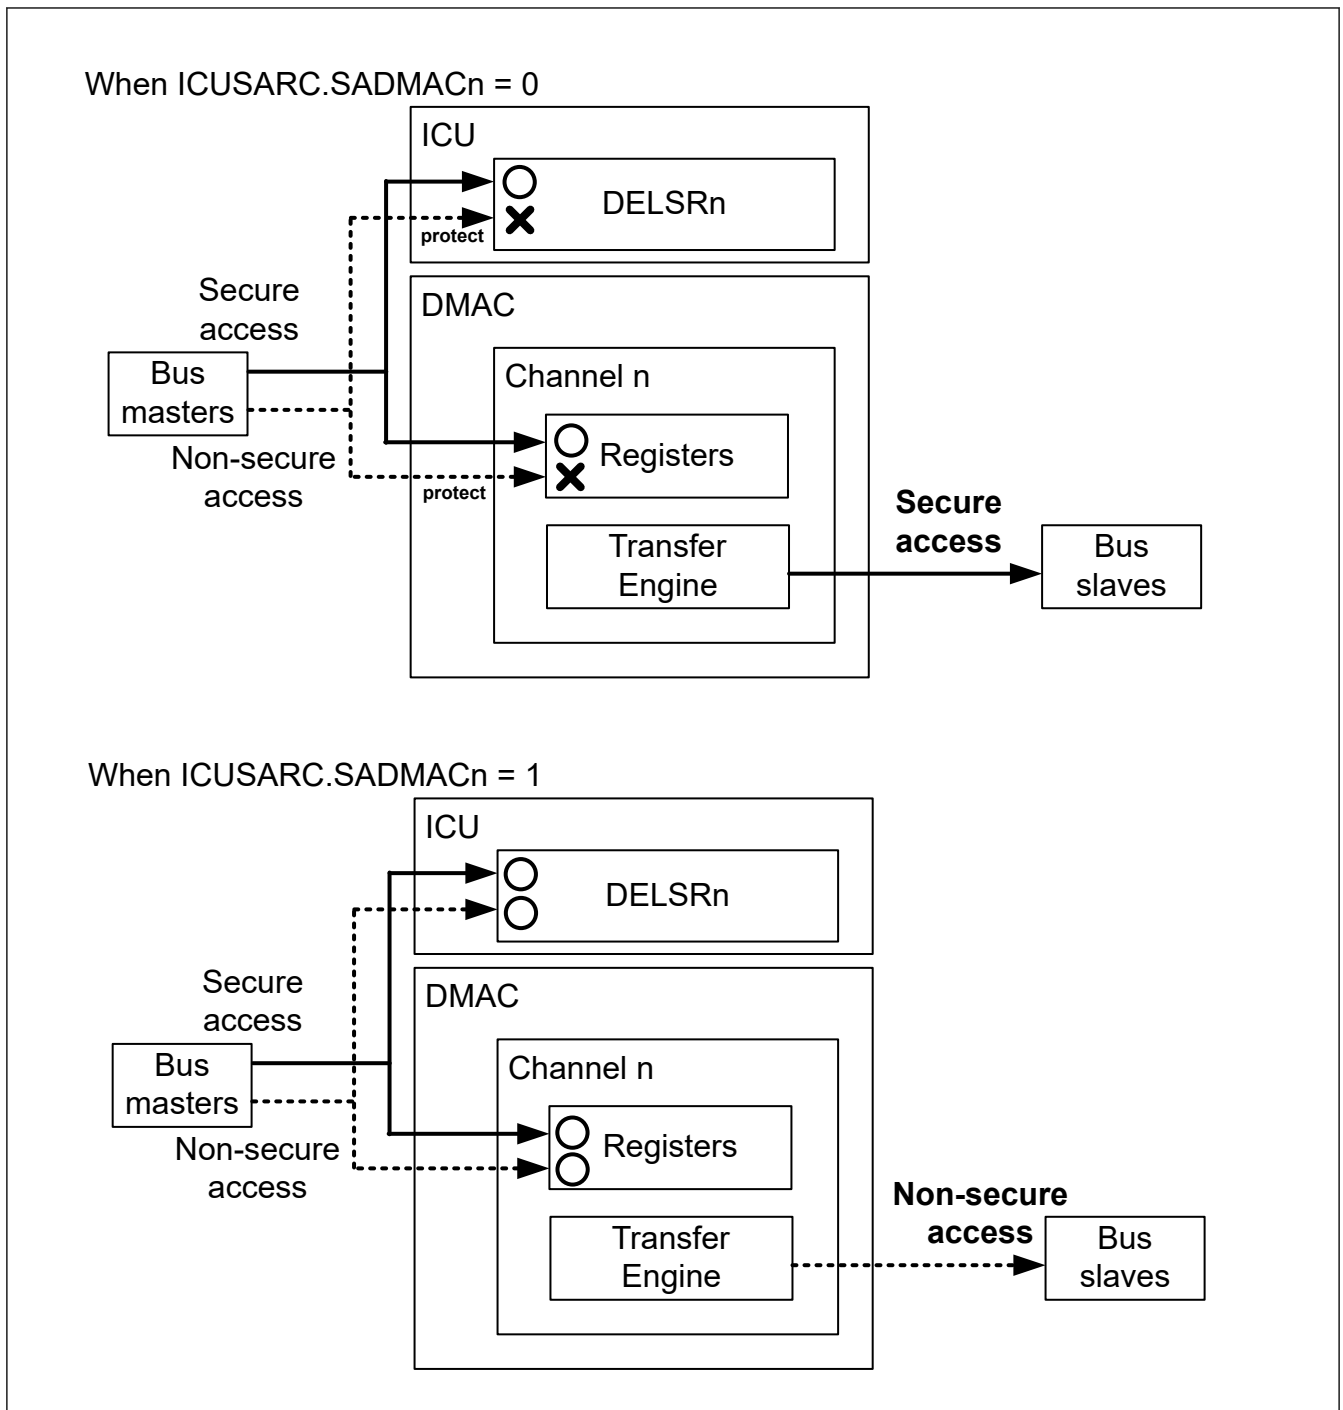 When ICUSARC.SADMACn = 0
ICU
DELSRn
protect
Secure
access
DMAC
Bus
masters
Channel n
Registers
Non-secure
access
protect
Transfer
Engine
Secure
access
Bus
slaves
When ICUSARC.SADMACn = 1
ICU
DELSRn
Secure
access
DMAC
Bus
masters
Channel n
Registers
Non-secure
access
Transfer
Engine
Non-secure
access
Bus
slaves